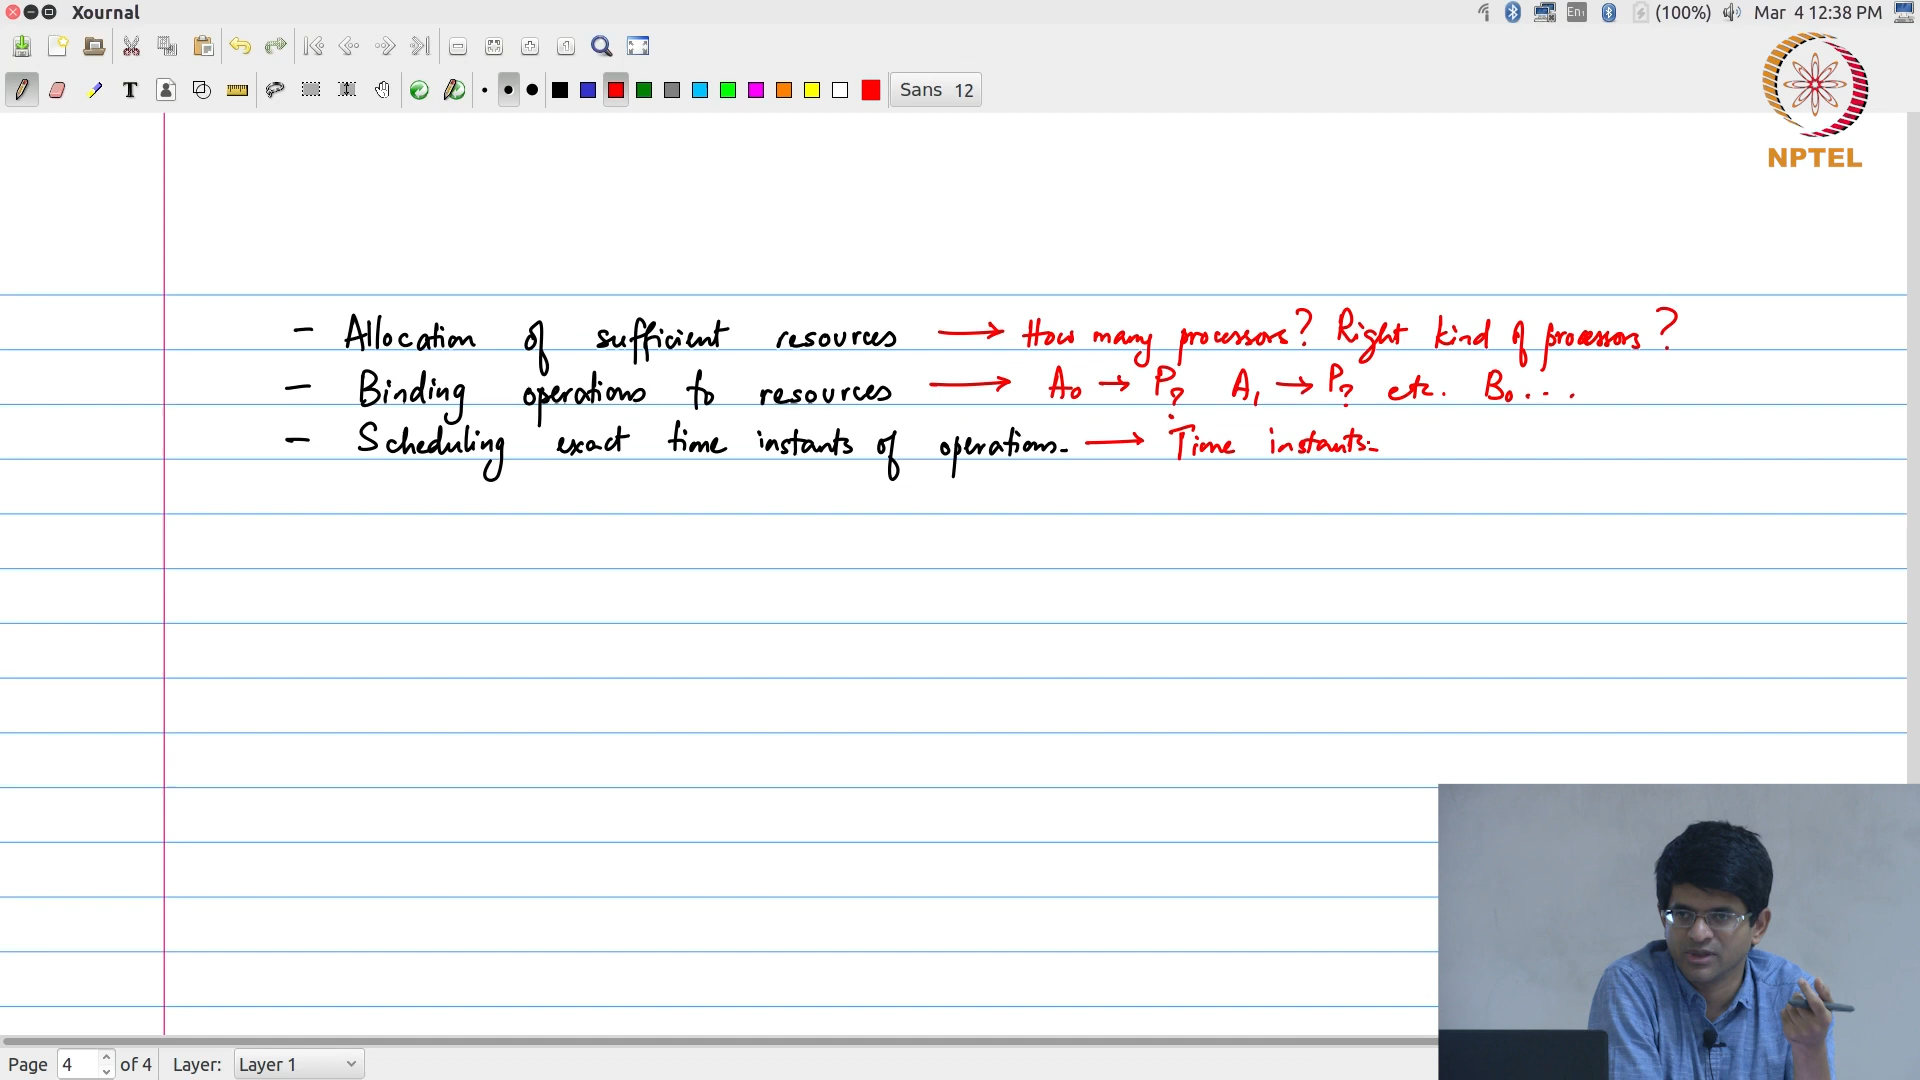 Xournal
En1
(100%)
Mar 4 12:38 PM
T
Sans 12
NPTEL
- Allocation of sufficient resources → How many processors? Right kind of processors?
- Binding operations to resources → A0 → P? A1 → P? etc. B0 ...
- Scheduling exact time instants of operations. → Time instants.
Page 4 of 4 Layer: Layer 1